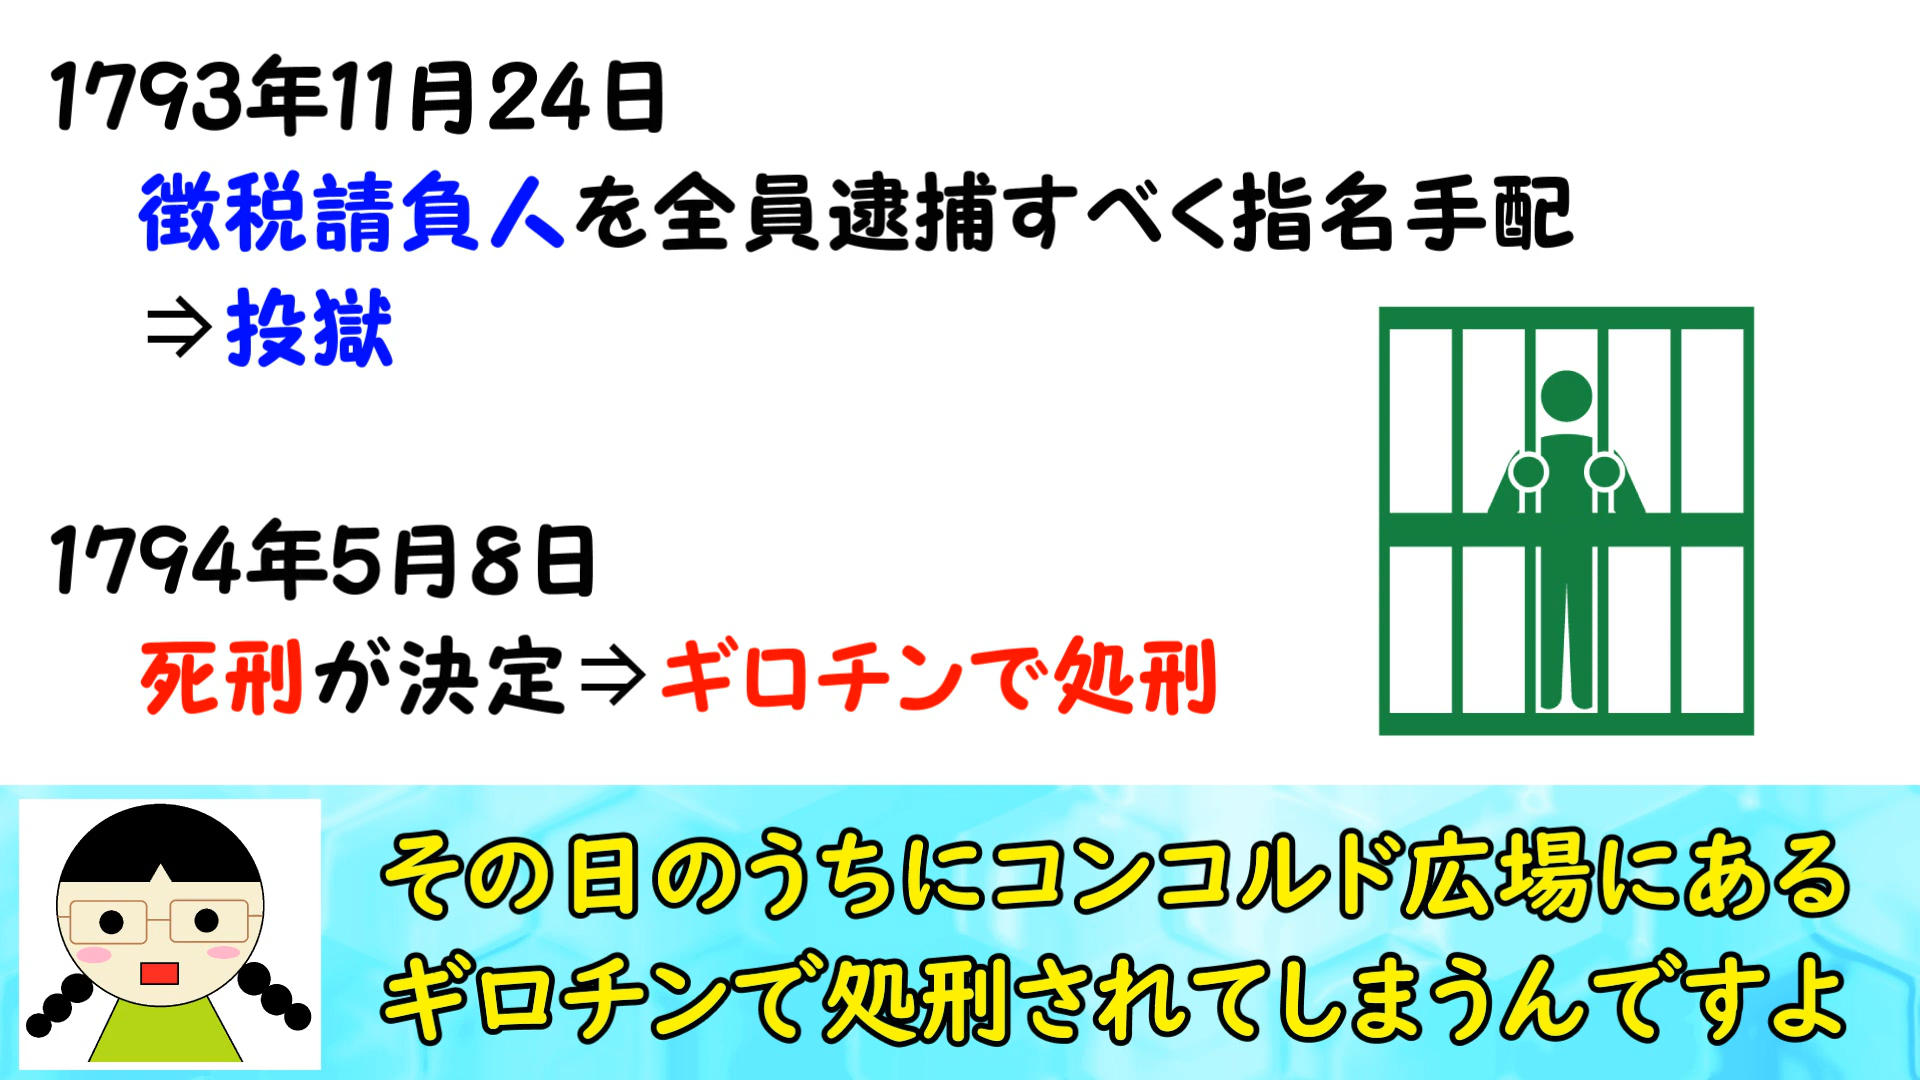 1793年11月24日
徴税請負人を全員逮捕すべく指名手配
⇒投獄
1794年5月8日
死刑が決定⇒ギロチンで処刑
その日のうちにコンコルド広場にある
ギロチンで処刑されてしまうんですよ